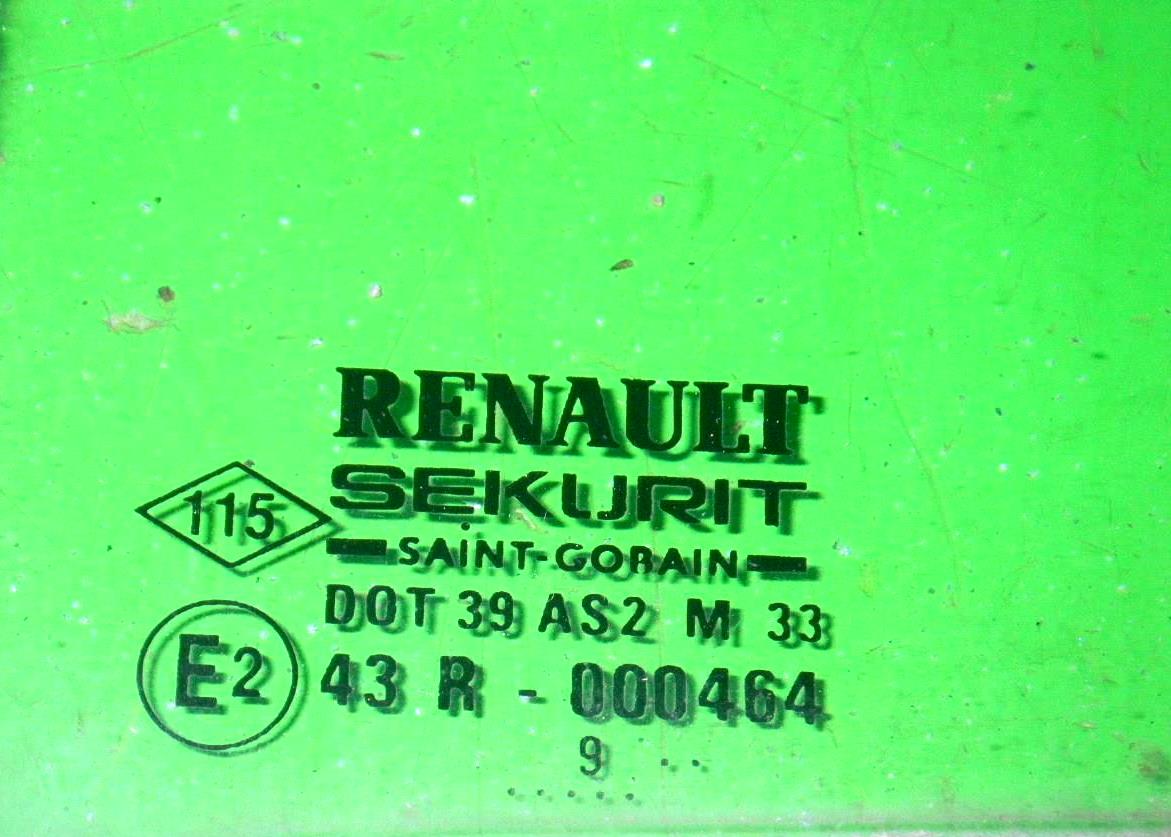 RENAULT
SEKURIT
115
SAINT-GOBAIN
DOT 39 AS2 M 33
E2
43 R - 000464
9 ..
.. . ..